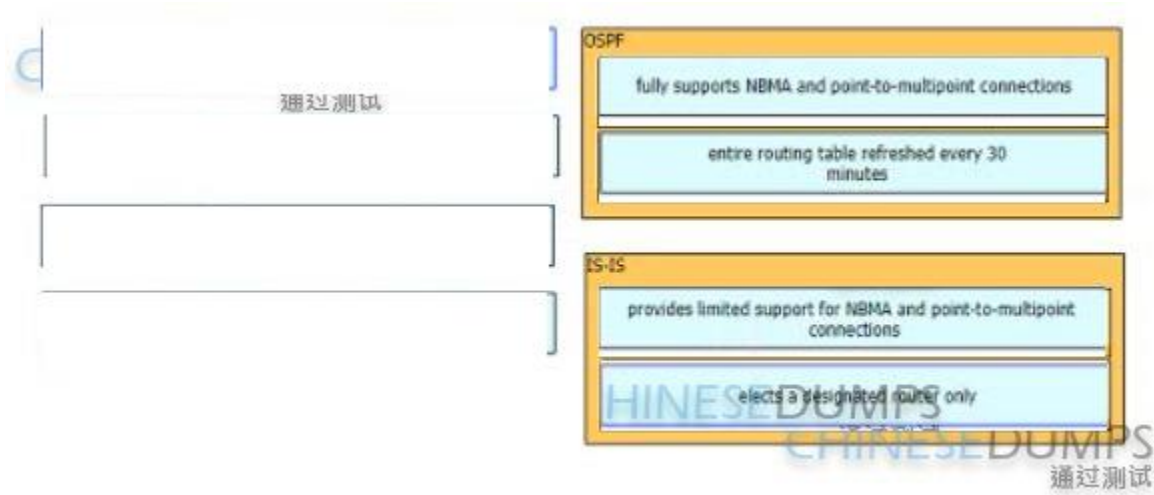 通过测试
OSPF
fully supports NBMA and point-to-multipoint connections
entire routing table refreshed every 30
minutes
IS-IS
provides limited support for NBMA and point-to-multipoint
connections
elects a designated router only
HINESEDUMPS
CHINESEDUMPS
通过测试